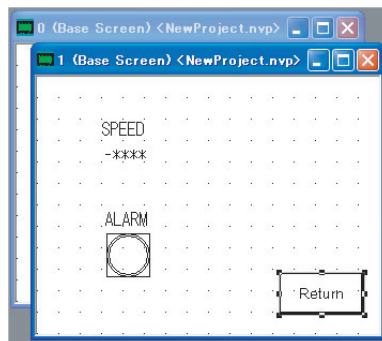 0 (Base Screen) <NewProject.nvp>
1 (Base Screen) <NewProject.nvp>
SPEED
-****
ALARM
Return